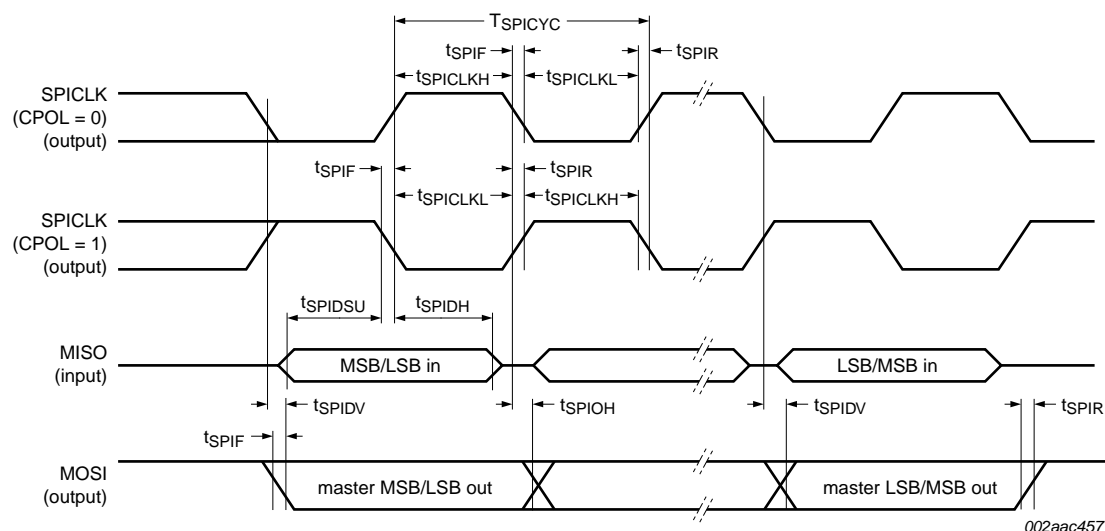 TSPICYC
tSPIF
tSPIR
tSPICLKH
tSPICLKL
SPICLK
(CPOL = 0)
(output)
tSPIF
tSPIR
tSPICLKL
tSPICLKH
SPICLK
(CPOL = 1)
(output)
tSPIDSU
tSPIDH
MISO
(input)
MSB/LSB in
LSB/MSB in
tSPIDV
tSPIOH
tSPIDV
tSPIR
tSPIF
MOSI
(output)
master MSB/LSB out
master LSB/MSB out
002aac457